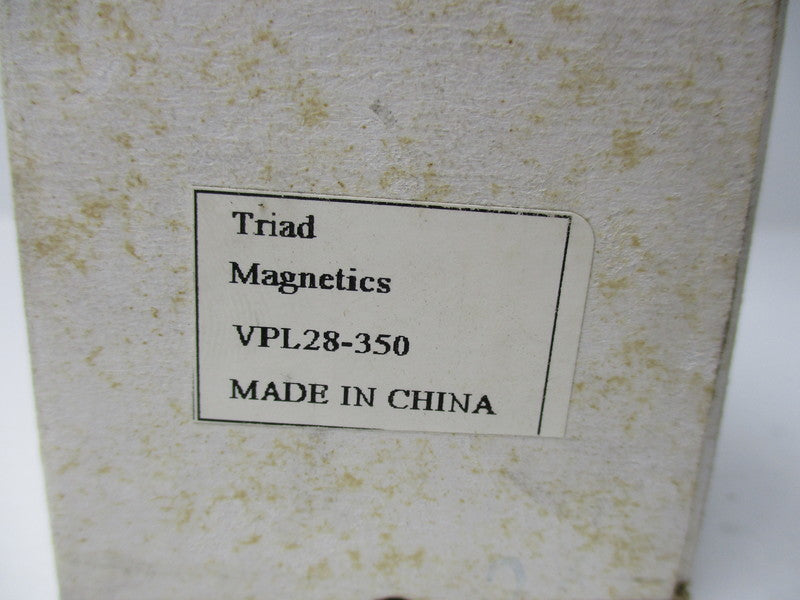 Triad
Magnetics
VPL28-350
MADE IN CHINA